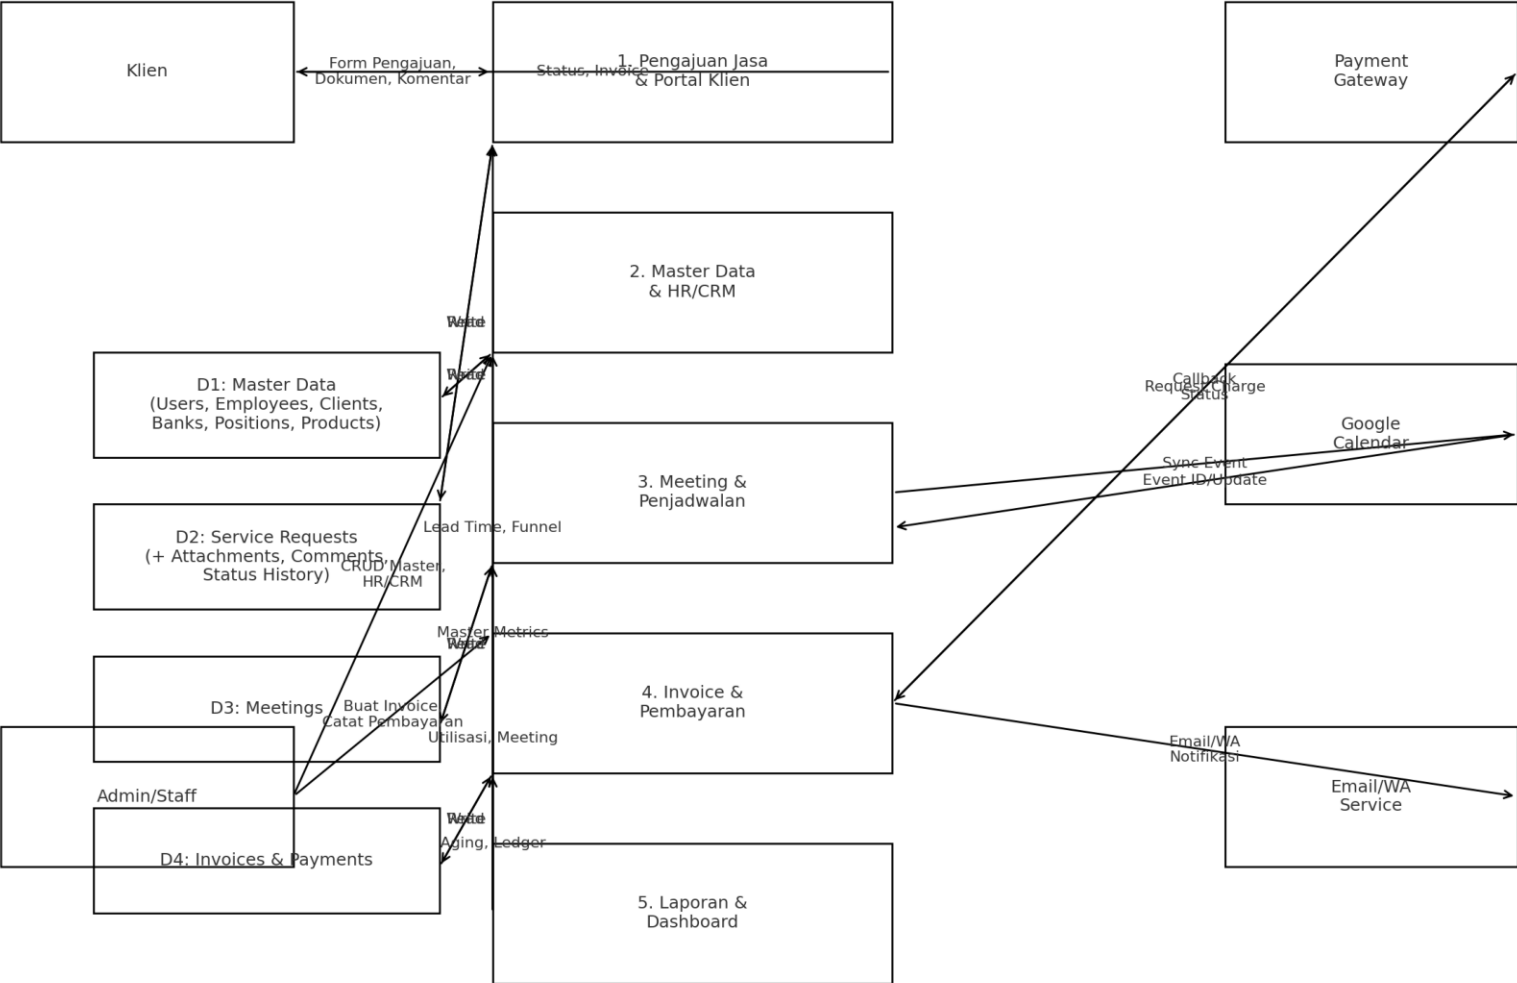 Klien
Form Pengajuan,
Dokumen, Komentar
Status, Invoice
1. Pengajuan Jasa
& Portal Klien
Payment
Gateway
2. Master Data
& HR/CRM
D1: Master Data
(Users, Employees, Clients,
Banks, Positions, Products)
Callback
Status
Request Charge
3. Meeting &
Penjadwalan
Google
Calendar
Sync Event
Event ID/Update
Lead Time, Funnel
D2: Service Requests
(+ Attachments, Comments,
Status History)
CRUD Master,
HR/CRM
Master Metrics
D3: Meetings
Buat Invoice
Catat Pembayaran
Utilisasi, Meeting
4. Invoice &
Pembayaran
Email/WA
Notifikasi
Admin/Staff
Email/WA
Service
Aging, Ledger
D4: Invoices & Payments
5. Laporan &
Dashboard